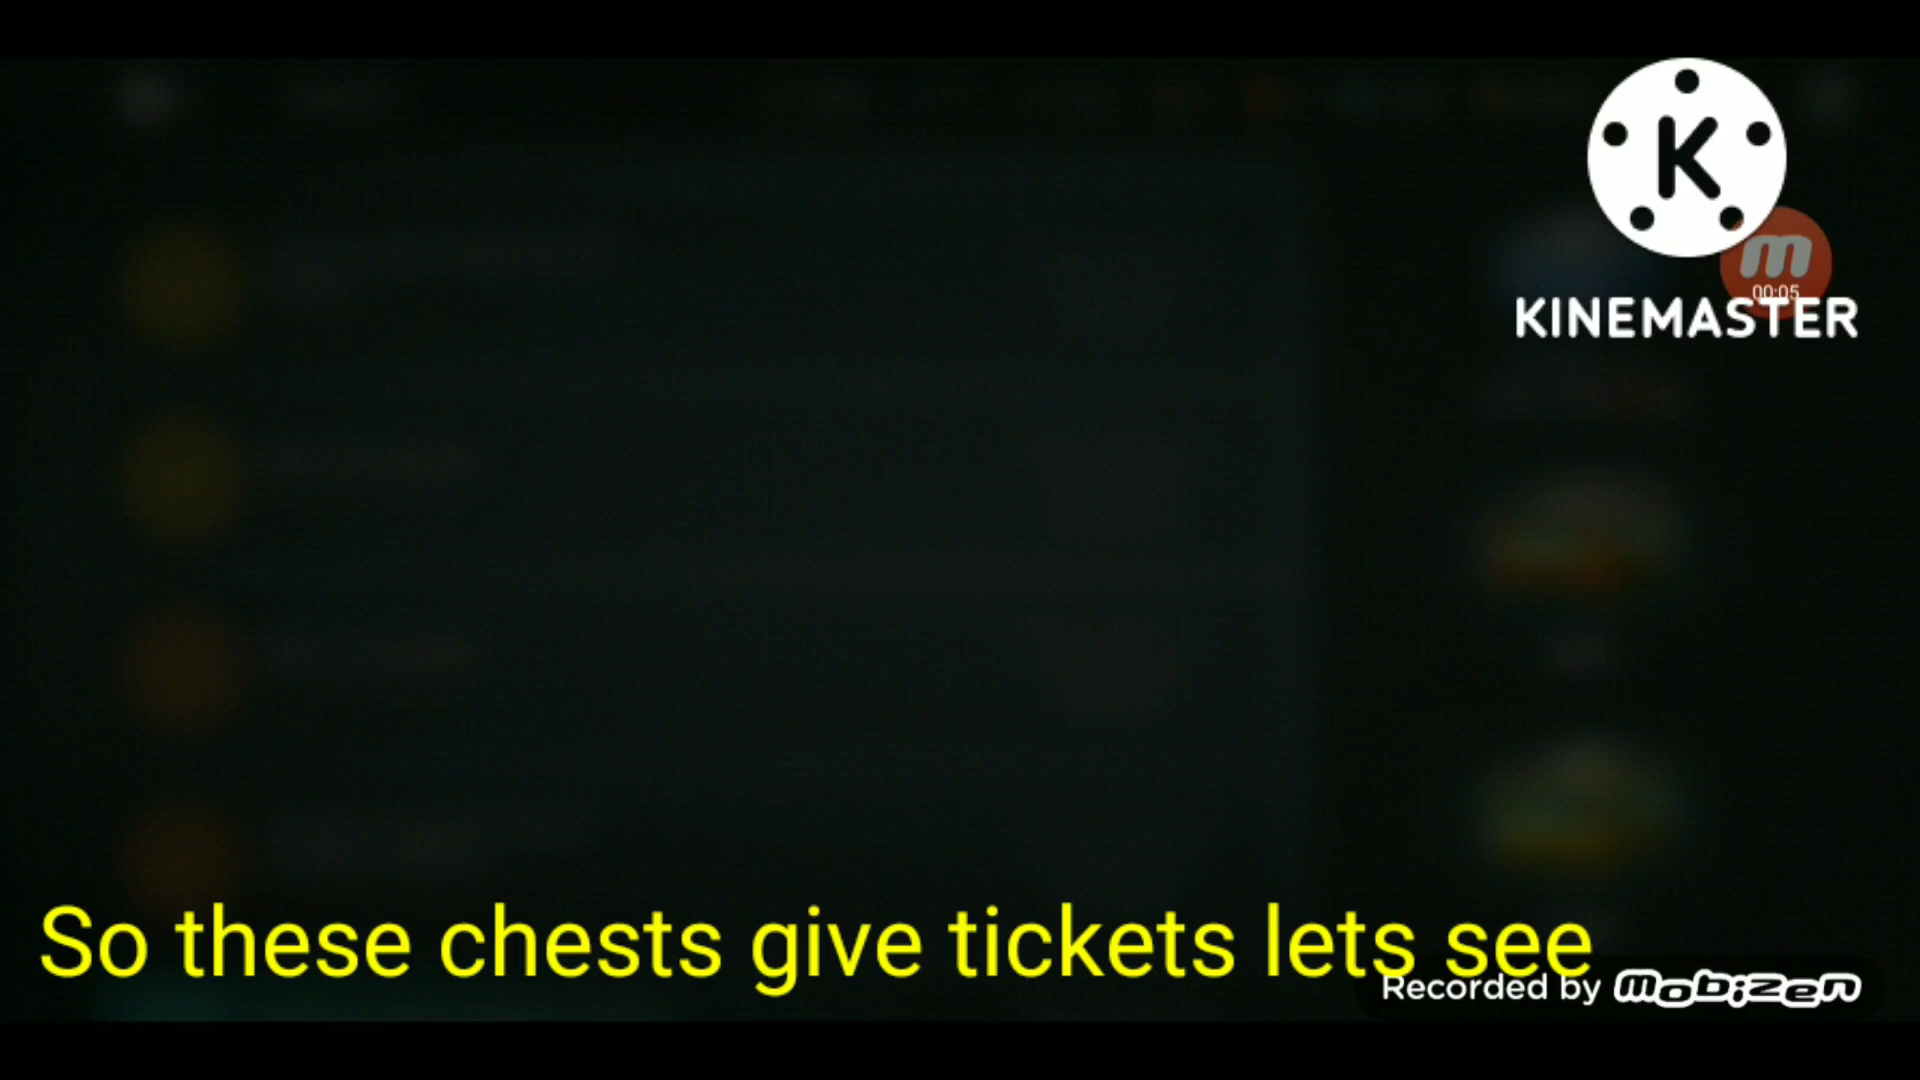 K
m
00:05
KINEMASTER
So these chests give tickets lets see
Recorded by mobizen